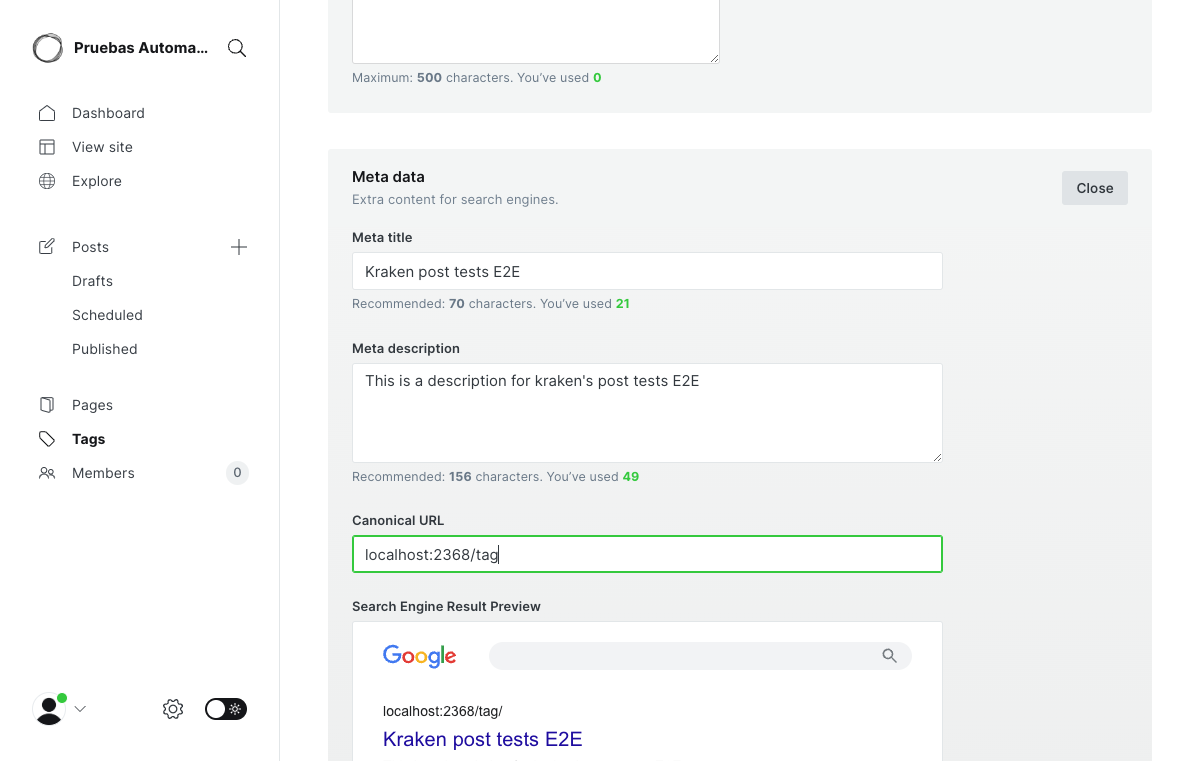 Pruebas Automa...
Dashboard
View site
Explore
Posts
Drafts
Scheduled
Published
Pages
Tags
Members
0
Maximum: 500 characters. You’ve used 0
Meta data
Extra content for search engines.
Close
Meta title
Kraken post tests E2E
Recommended: 70 characters. You’ve used 21
Meta description
This is a description for kraken's post tests E2E
Recommended: 156 characters. You’ve used 49
Canonical URL
localhost:2368/tag
Search Engine Result Preview
Google
localhost:2368/tag/
Kraken post tests E2E